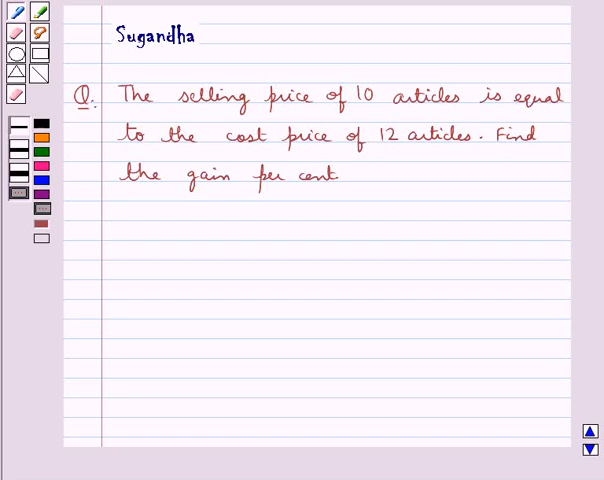 Sugandha
Q. The selling price of 10 articles is equal
to the cost price of 12 articles. Find
the gain per cent.